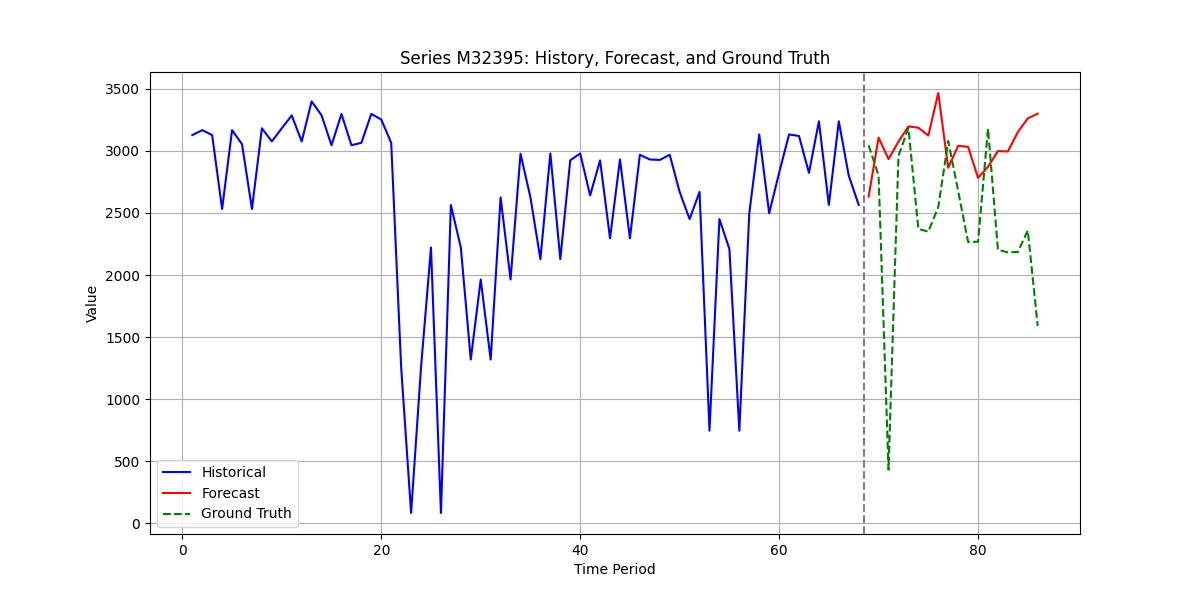 Series M32395: History, Forecast, and Ground Truth
Value
3500
3000
2500
2000
1500
1000
500
0
Historical
Forecast
Ground Truth
0 20 40 60 80
Time Period